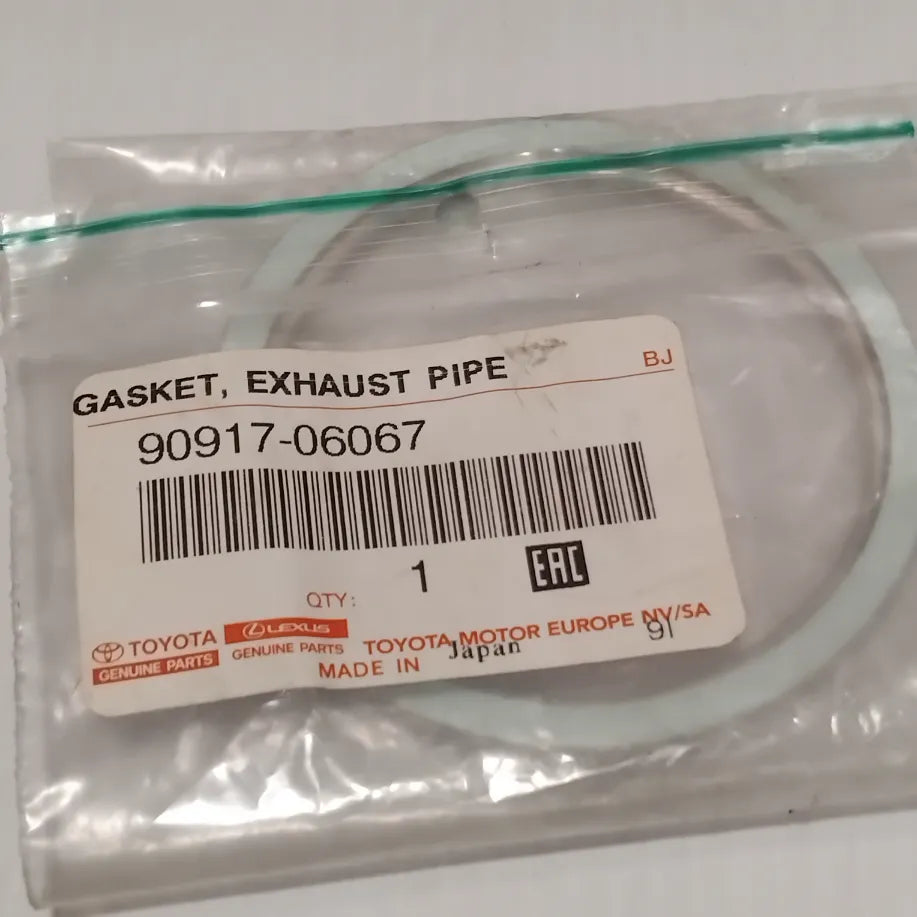 GASKET, EXHAUST PIPE
BJ
90917-06067
QTY: 1
EAC
TOYOTA
GENUINE PARTS
LEXUS
GENUINE PARTS
TOYOTA MOTOR EUROPE NV/SA
MADE IN Japan
91